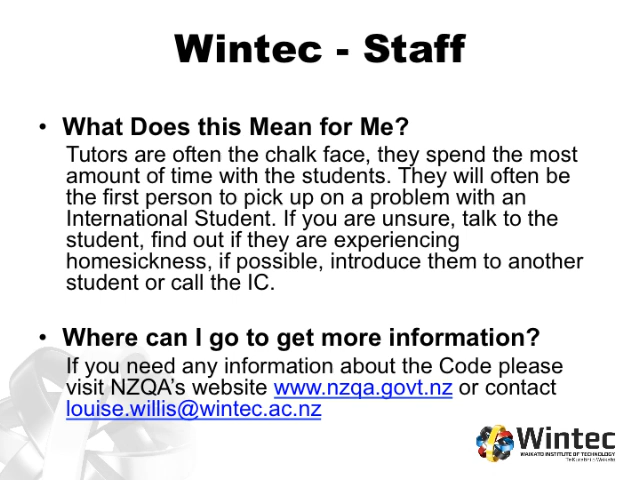 Wintec - Staff
• What Does this Mean for Me?
Tutors are often the chalk face, they spend the most
amount of time with the students. They will often be
the first person to pick up on a problem with an
International Student. If you are unsure, talk to the
student, find out if they are experiencing
homesickness, if possible, introduce them to another
student or call the IC.
• Where can I go to get more information?
If you need any information about the Code please
visit NZQA’s website www.nzqa.govt.nz or contact
louise.willis@wintec.ac.nz
Wintec
WAIKATO INSTITUTE OF TECHNOLOGY